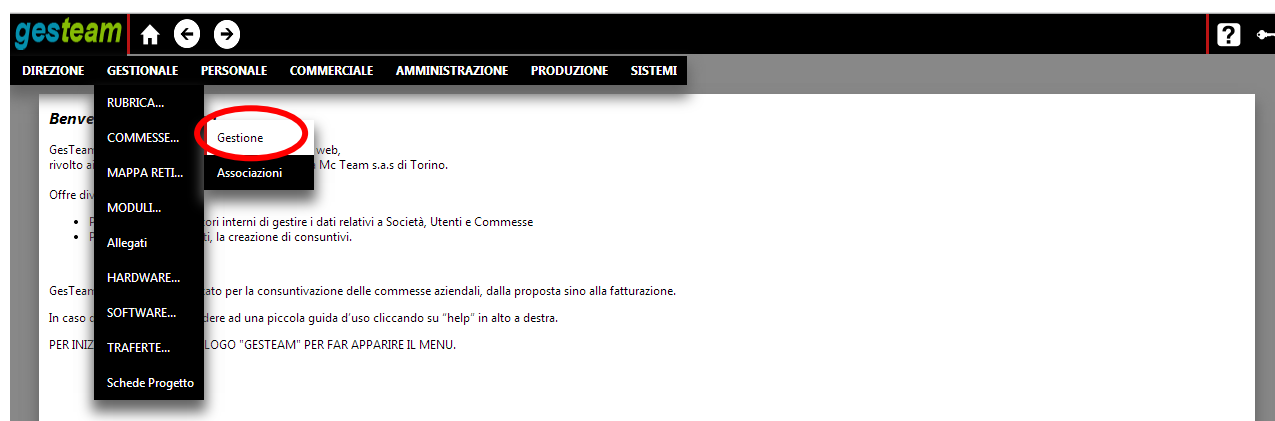 gesteam
DIREZIONE GESTIONALE PERSONALE COMMERCIALE AMMINISTRAZIONE PRODUZIONE SISTEMI
RUBRICA...
COMMESSE...
MAPPA RETI...
MODULI...
Allegati
HARDWARE...
SOFTWARE...
TRAFERTE...
Schede Progetto
Gestione
Associazioni
Benve
GesTeam web,
rivolto ai Mc Team s.a.s di Torino.
Offre div
tori interni di gestire i dati relativi a Società, Utenti e Commesse
ti, la creazione di consuntivi.
GesTeam ato per la consuntivazione delle commesse aziendali, dalla proposta sino alla fatturazione.
In caso dere ad una piccola guida d'uso cliccando su "help" in alto a destra.
PER INIZ LOGO "GESTEAM" PER FAR APPARIRE IL MENU.